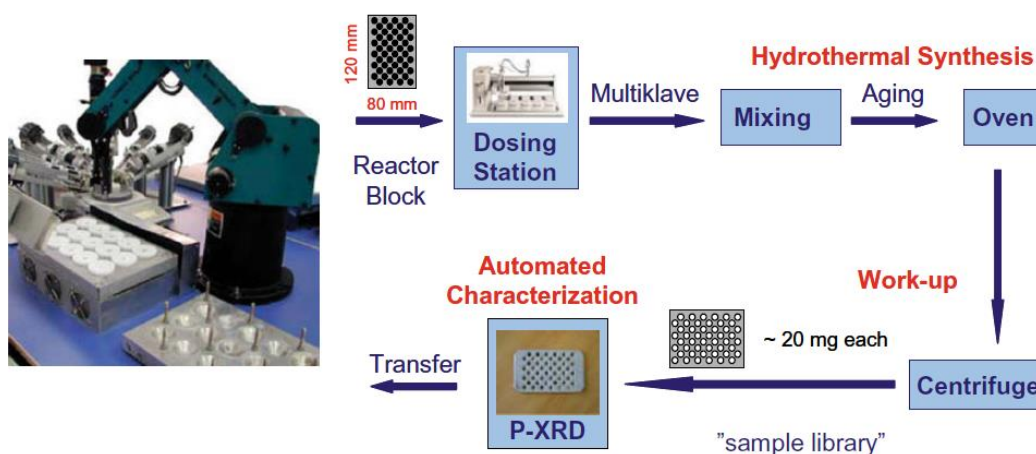 120 mm
80 mm
Reactor
Block
Dosing
Station
Multiklave
Hydrothermal Synthesis
Mixing
Aging
Oven
Work-up
Centrifuge
~ 20 mg each
"sample library"
Automated
Characterization
P-XRD
Transfer